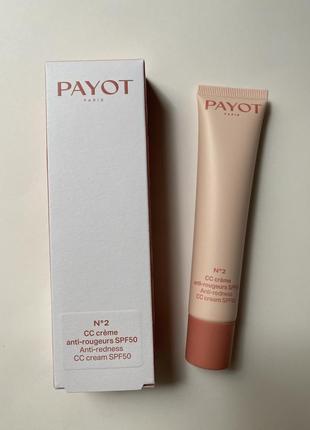 PAYOT
PARIS
N°2
CC crème
anti-rougeurs SPF50
Anti-redness
CC cream SPF50
PAYOT
PARIS
N°2
CC crème
anti-rougeurs SPF50
Anti-redness
CC cream SPF50